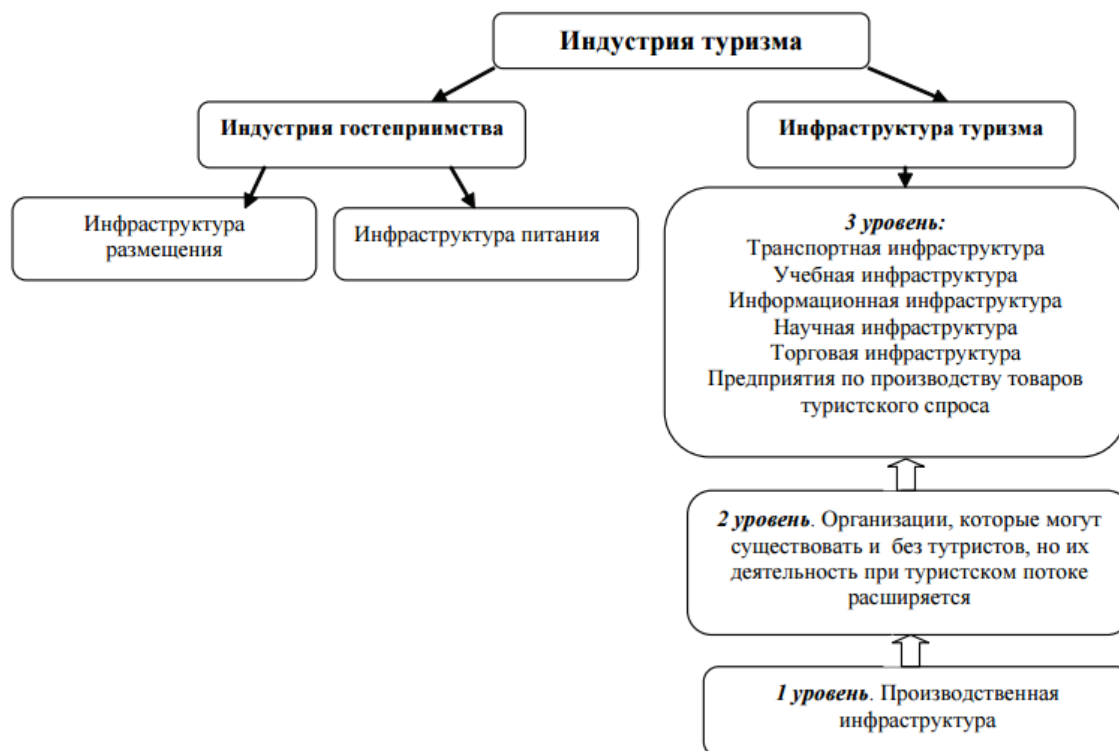 Индустрия туризма
Индустрия гостеприимства
Инфраструктура туризма
Инфраструктура
размещения
Инфраструктура питания
3 уровень:
Транспортная инфраструктура
Учебная инфраструктура
Информационная инфраструктура
Научная инфраструктура
Торговая инфраструктура
Предприятия по производству товаров
туристского спроса
2 уровень. Организации, которые могут
существовать и без тутристов, но их
деятельность при туристском потоке
расширяется
1 уровень. Производственная
инфраструктура